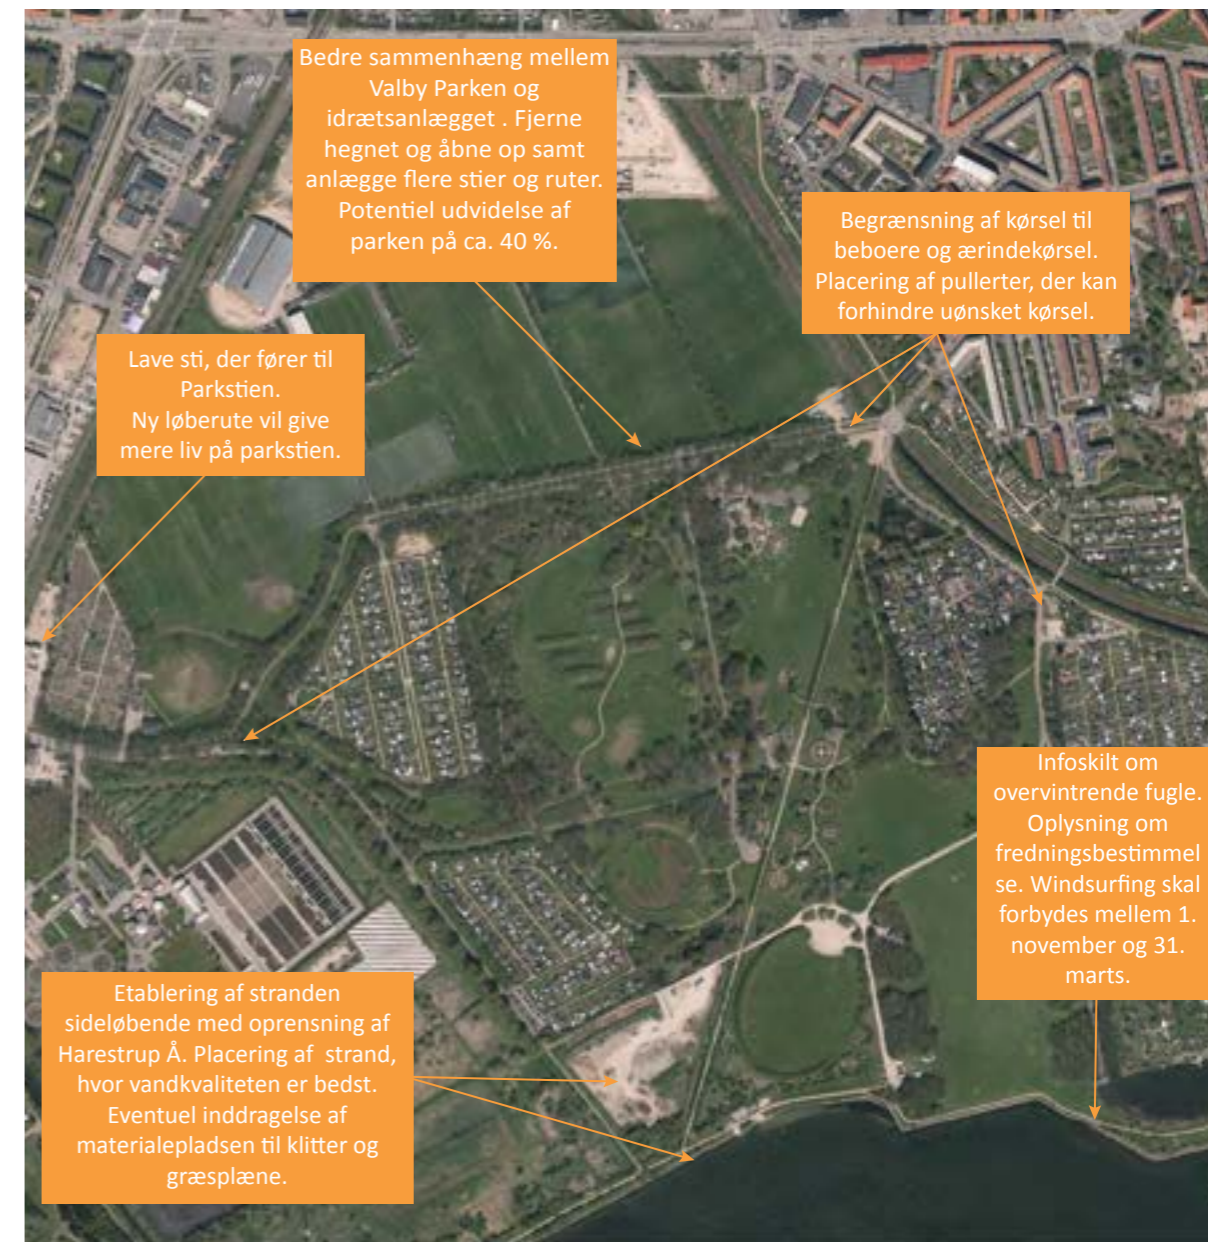 Bedre sammenhæng mellem
Valby Parken og
idrætsanlægget . Fjerne
hegnet og åbne op samt
anlægge flere stier og ruter.
Potentiel udvidelse af
parken på ca. 40 %.
Begrænsning af kørsel til
beboere og ærindekørsel.
Placering af pullerter, der kan
forhindre uønsket kørsel.
Lave sti, der fører til
Parkstien.
Ny løberute vil give
mere liv på parkstien.
Infoskilt om
overvintrende fugle.
Oplysning om
fredningsbestimmel
se. Windsurfing skal
forbydes mellem 1.
november og 31.
marts.
Etablering af stranden
sideløbende med oprensning af
Harestrup Å. Placering af  strand,
hvor vandkvaliteten er bedst.
Eventuel inddragelse af
materialepladsen til klitter og
græsplæne.